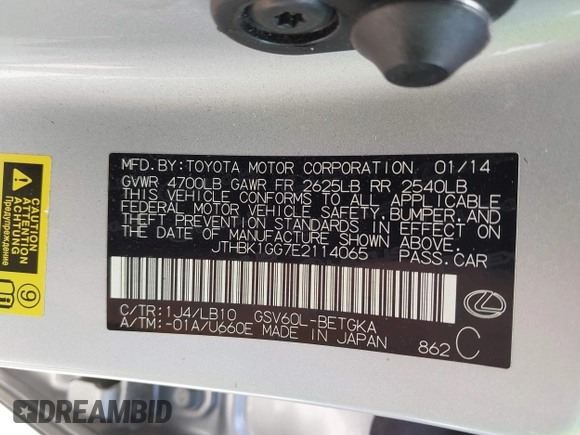 MFD.BY:TOYOTA MOTOR CORPORATION 01/14
GVWR 4700LB GAWR FR 2625LB RR 2540LB
THIS VEHICLE CONFORMS TO ALL APPLICABLE
FEDERAL MOTOR VEHICLE SAFETY,BUMPER,AND
THEFT PREVENTION STANDARDS IN EFFECT ON
THE DATE OF MANUFACTURE SHOWN ABOVE.
JTHBK1GG7E2114065 PASS.CAR
C/TR:1J4/LB10 GSV60L-BETGKA
A/TM:-01A/U660E MADE IN JAPAN
862 C
CAUTION
ATTENTION
ACHTUNG
Предупреждение
9
DREAMBID